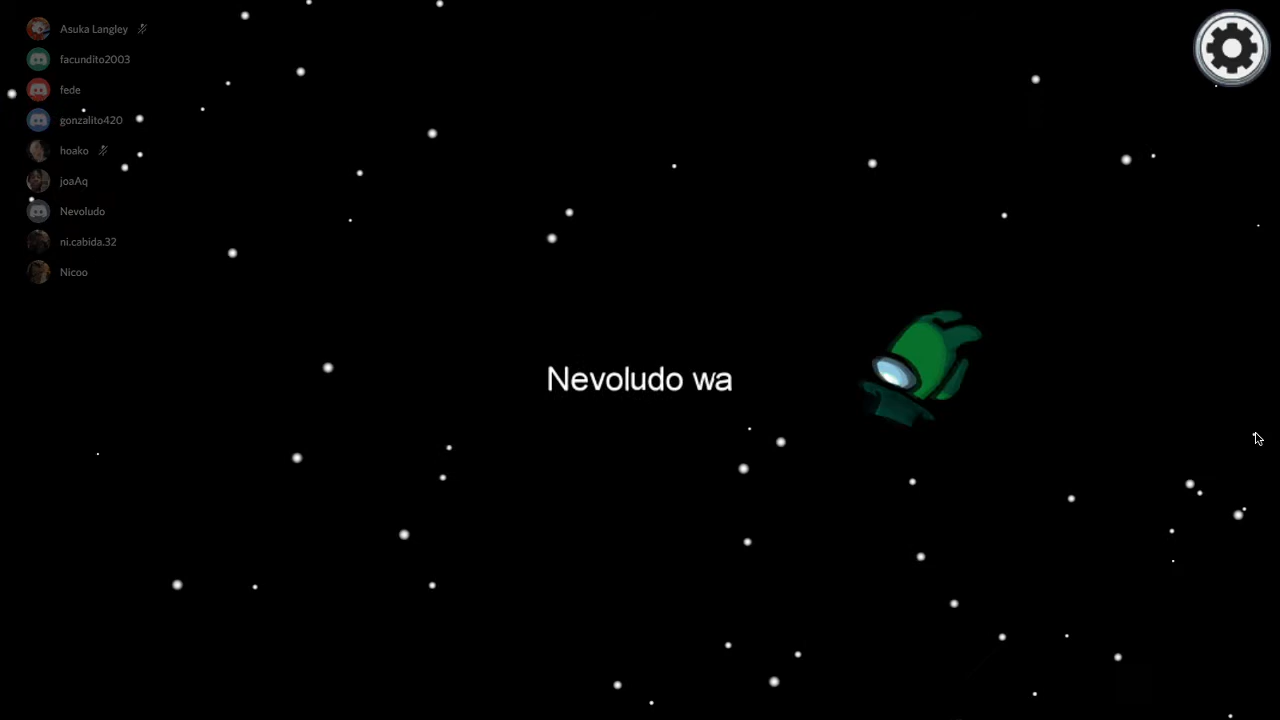 Asuka Langley
facundito2003
fede
gonzalito420
hoako
joaAq
Nevoludo
ni.cabida.32
Nicoo
Nevoludo wa